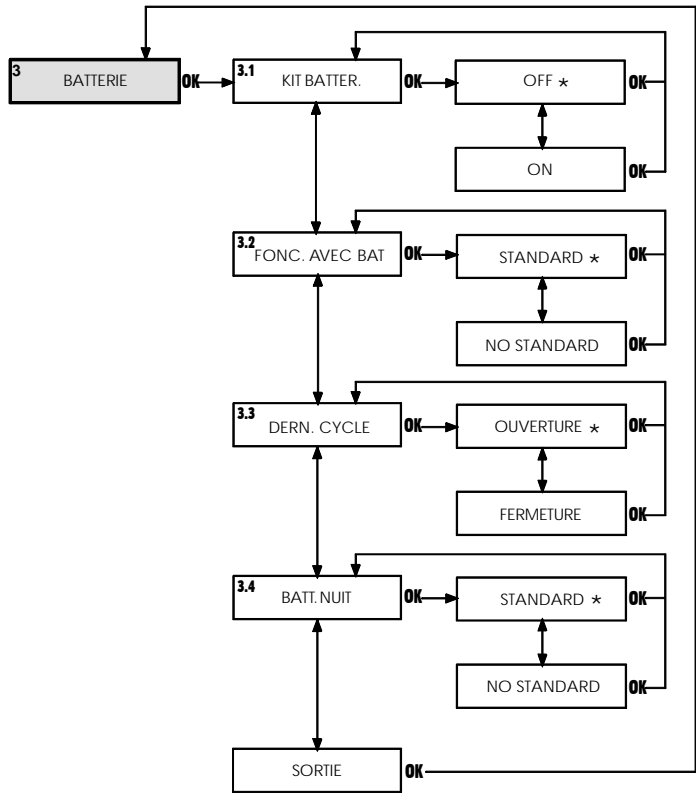 3 BATTERIE OK 3.1 KIT BATTER. OK OFF * OK
ON OK
3.2 FONC. AVEC BAT OK STANDARD * OK
NO STANDARD OK
3.3 DERN. CYCLE OK OUVERTURE * OK
FERMETURE OK
3.4 BATT. NUIT OK STANDARD * OK
NO STANDARD OK
SORTIE OK